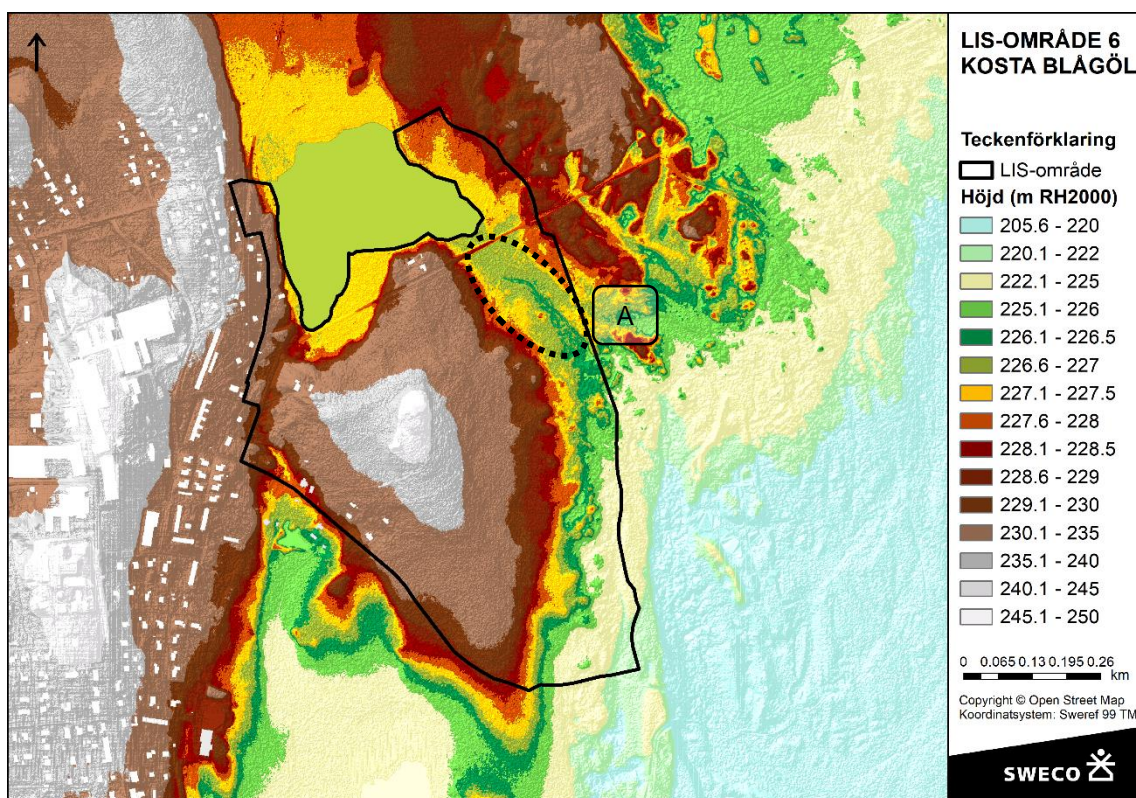 LIS-OMRÅDE 6
KOSTA BLÅGÖL
Teckenförklaring
LIS-område
Höjd (m RH2000)
205.6 - 220
220.1 - 222
222.1 - 225
225.1 - 226
226.1 - 226.5
226.6 - 227
227.1 - 227.5
227.6 - 228
228.1 - 228.5
228.6 - 229
229.1 - 230
230.1 - 235
235.1 - 240
240.1 - 245
245.1 - 250
0 0.065 0.13 0.195 0.26
km
Copyright © Open Street Map
Koordinatsystem: Sweref 99 TM
SWECO
A